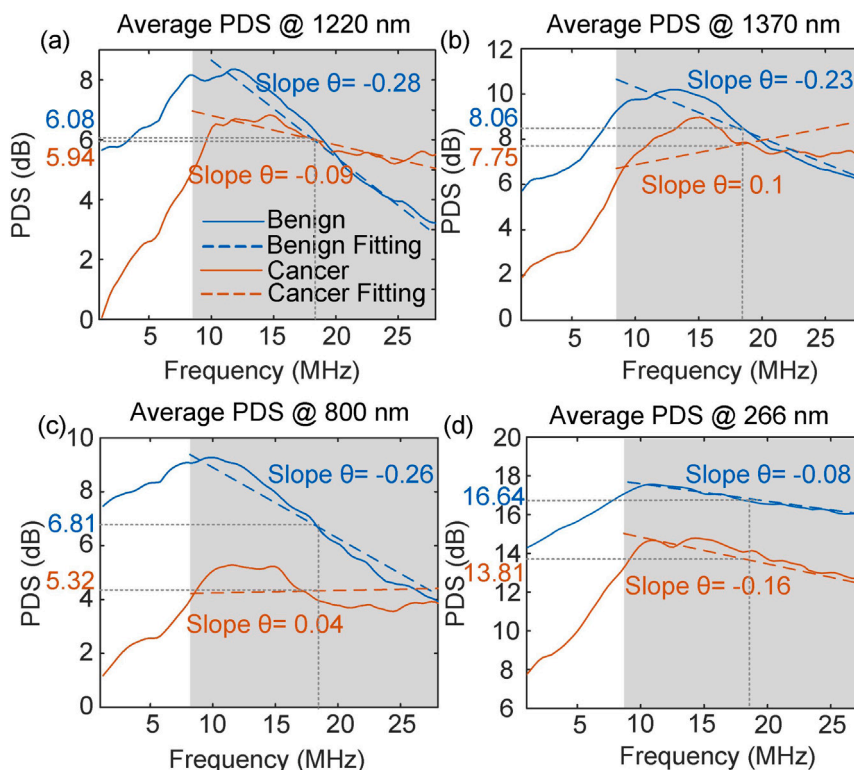 (a) Average PDS @ 1220 nm
8
6.08
6
5.94
4
2
0
PDS (dB)
Slope θ= -0.28
Slope θ= -0.09
Benign
Benign Fitting
Cancer
Cancer Fitting
5 10 15 20 25
Frequency (MHz)
(b) Average PDS @ 1370 nm
12
10
8.06
8
7.75
6
4
2
0
PDS (dB)
Slope θ= -0.23
Slope θ= 0.1
5 10 15 20 25
Frequency (MHz)
(c) Average PDS @ 800 nm
10
8
6.81
6
5.32
4
2
0
PDS (dB)
Slope θ= -0.26
Slope θ= 0.04
5 10 15 20 25
Frequency (MHz)
(d) Average PDS @ 266 nm
20
18
16.64
16
14
13.81
12
10
8
6
PDS (dB)
Slope θ= -0.08
Slope θ= -0.16
5 10 15 20 25
Frequency (MHz)